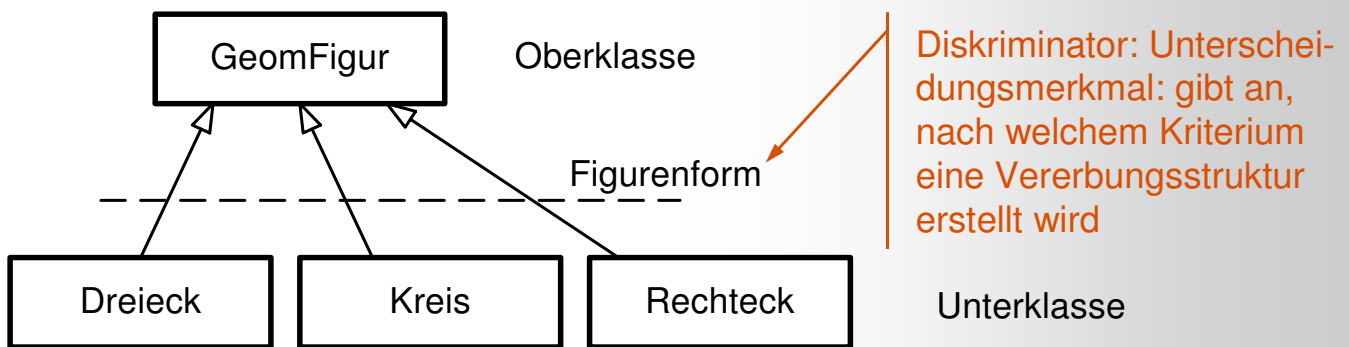 GeomFigur
Oberklasse
Diskriminator: Unterschei-
dungsmerkmal: gibt an,
nach welchem Kriterium
eine Vererbungsstruktur
erstellt wird
Figurenform
Dreieck
Kreis
Rechteck
Unterklasse